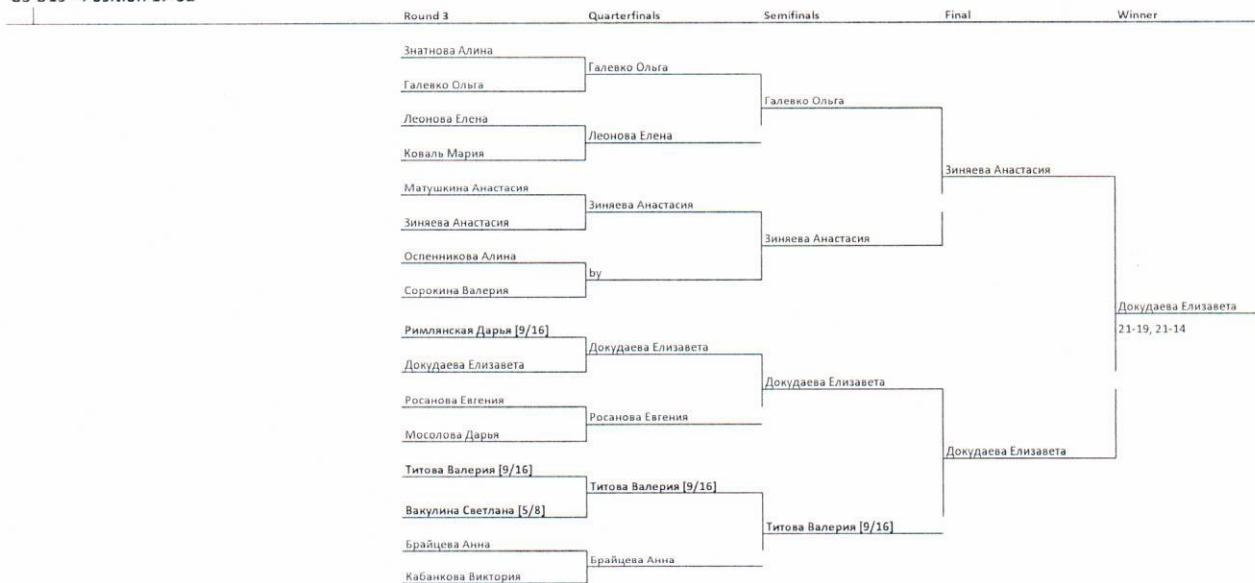 Round 3 Quarterfinals Semifinals Final Winner
Знатнова Алина
Галевко Ольга
Галевко Ольга
Галевко Ольга
Леонова Елена
Леонова Елена
Коваль Мария
Зиняева Анастасия
Матушкина Анастасия
Зиняева Анастасия
Зиняева Анастасия
Зиняева Анастасия
Оспенникова Алина
by
Сорокина Валерия
Докудаева Елизавета
21-19, 21-14
Римлянская Дарья [9/16]
Докудаева Елизавета
Докудаева Елизавета
Докудаева Елизавета
Росанова Евгения
Росанова Евгения
Мосолова Дарья
Докудаева Елизавета
Титова Валерия [9/16]
Титова Валерия [9/16]
Вакулина Светлана [5/8]
Титова Валерия [9/16]
Брайцева Анна
Брайцева Анна
Кабанкова Виктория